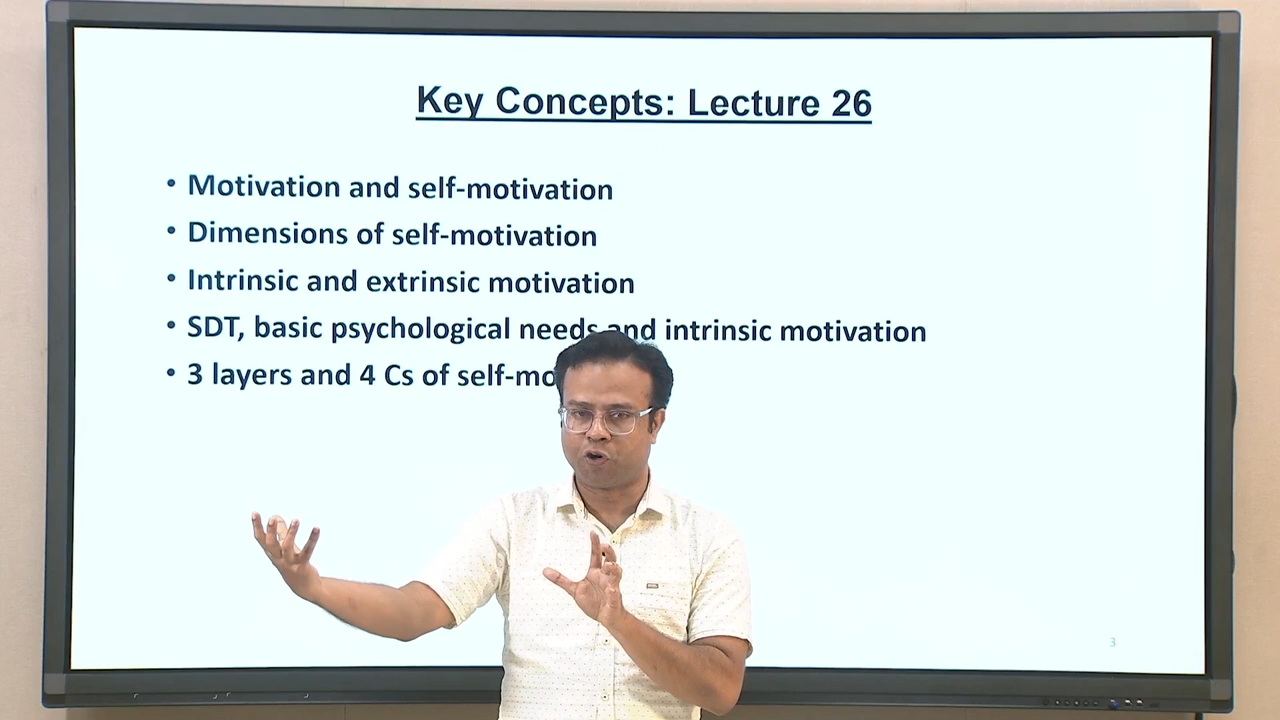 Key Concepts: Lecture 26
• Motivation and self-motivation
• Dimensions of self-motivation
• Intrinsic and extrinsic motivation
• SDT, basic psychological needs and intrinsic motivation
• 3 layers and 4 Cs of
3